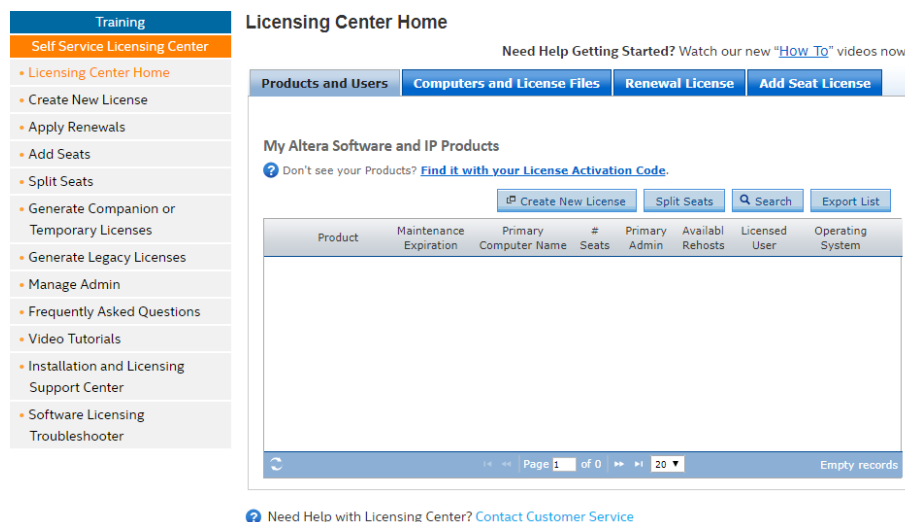 Training
Self Service Licensing Center
Licensing Center Home
Create New License
Apply Renewals
Add Seats
Split Seats
Generate Companion or
Temporary Licenses
Generate Legacy Licenses
Manage Admin
Frequently Asked Questions
Video Tutorials
Installation and Licensing
Support Center
Software Licensing
Troubleshooter
Licensing Center Home
Need Help Getting Started? Watch our new “How To” videos now
Products and Users Computers and License Files Renewal License Add Seat License
My Altera Software and IP Products
? Don't see your Products? Find it with your License Activation Code.
Create New License Split Seats Search Export List
Product Maintenance Primary # Primary Availabl Licensed Operating
Expiration Computer Name Seats Admin Rehosts User System
Page 1 of 0 20 Empty records
? Need Help with Licensing Center? Contact Customer Service